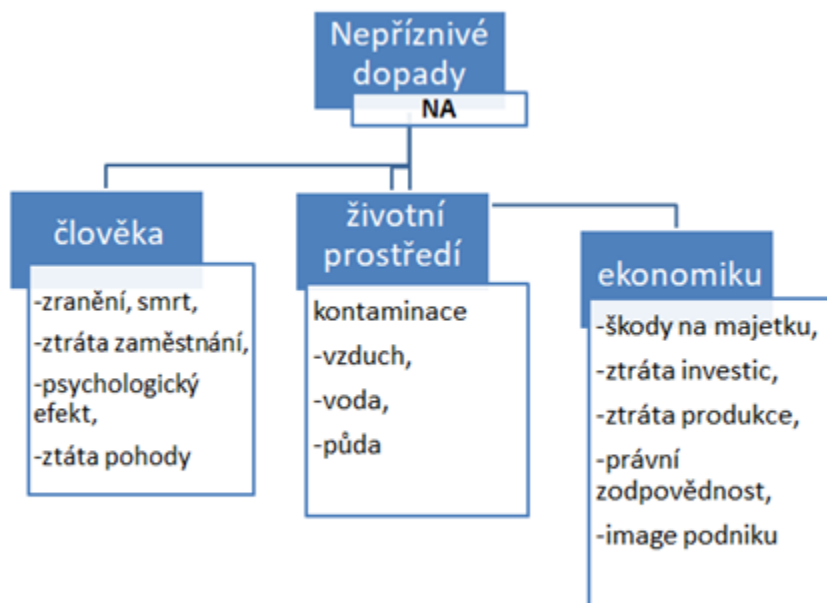 Nepříznivé
dopady
NA
člověka
-zranění, smrt,
-ztráta zaměstnání,
-psychologický
efekt,
-ztáta pohody
životní
prostředí
kontaminace
-vzduch,
-voda,
-půda
ekonomiku
-škody na majetku,
-ztráta investic,
-ztráta produkce,
-právní
zodpovědnost,
-image podniku